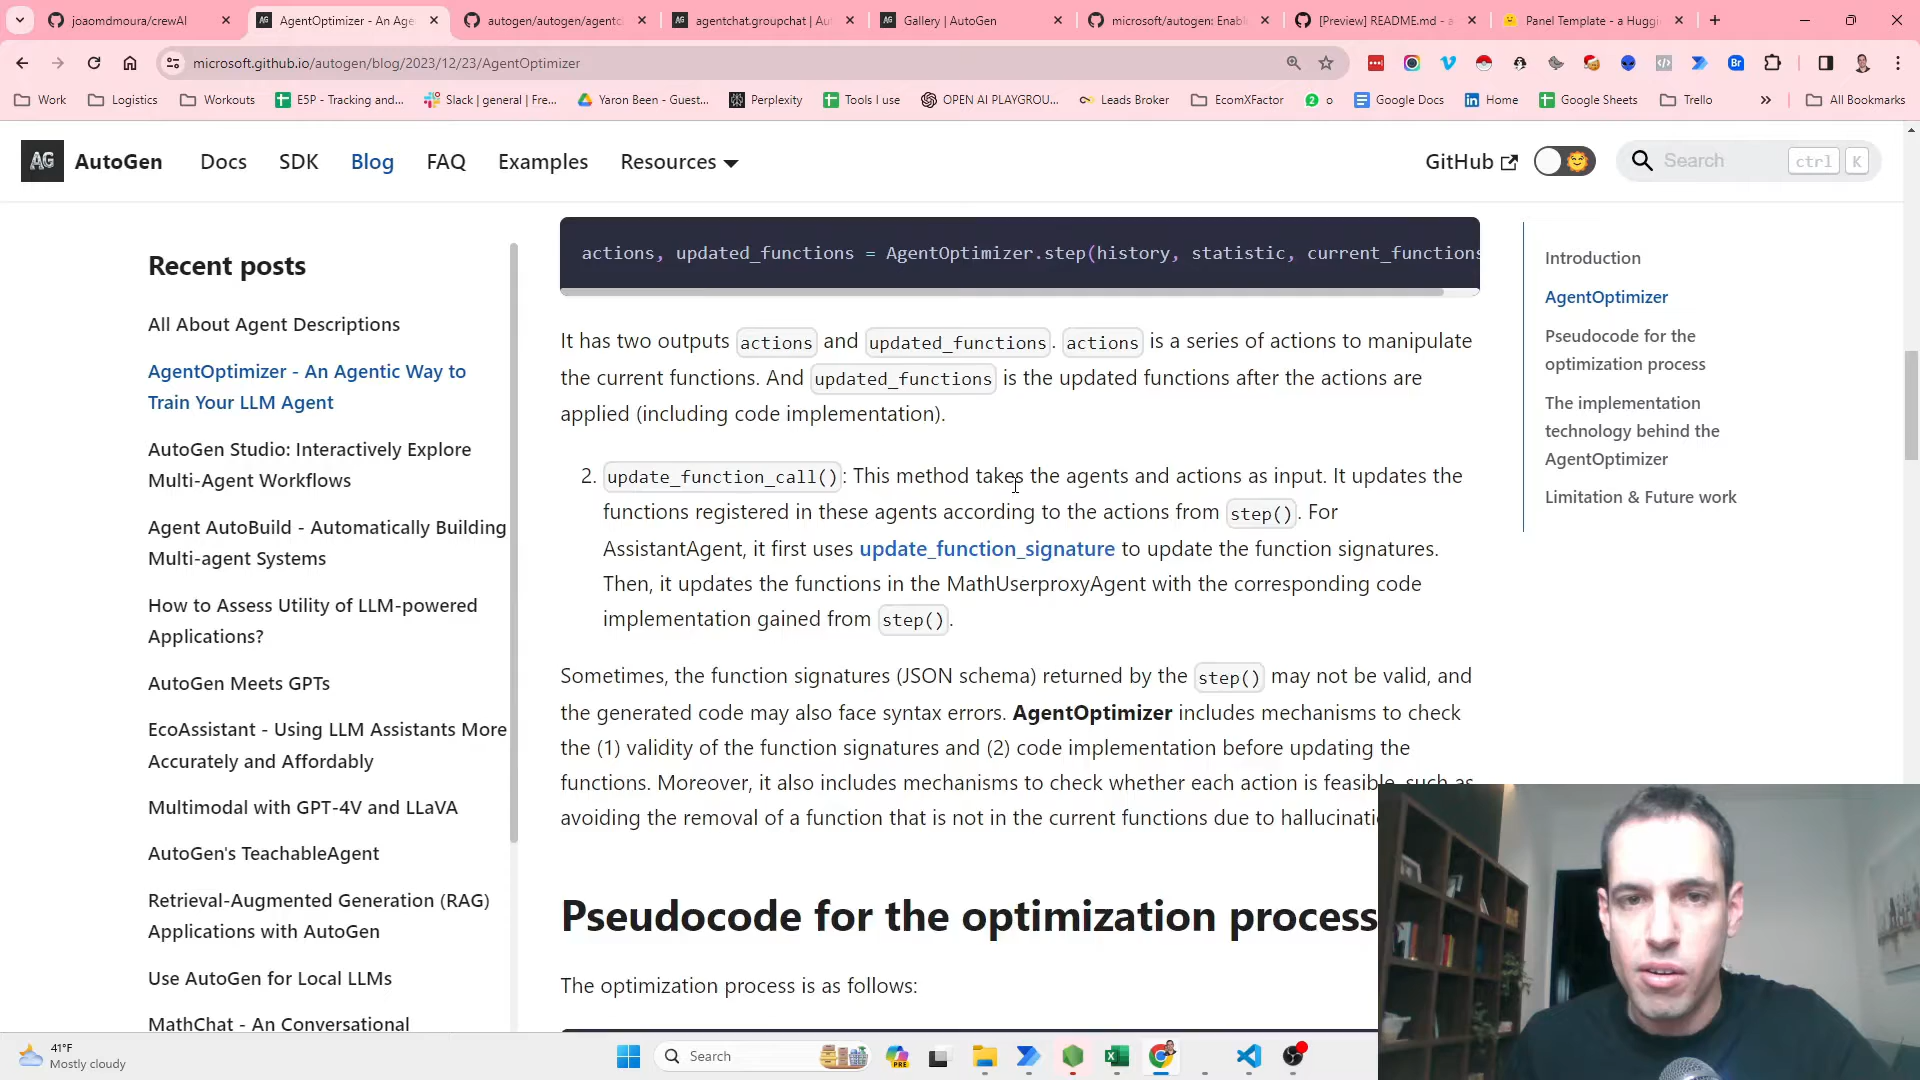 joaomdmoura/crewAI
AgentOptimizer - An Age
autogen/autogen/agentc
agentchat.groupchat | Au
Gallery | AutoGen
microsoft/autogen: Enabl
[Preview] README.md - a
Panel Template - a Huggi
microsoft.github.io/autogen/blog/2023/12/23/AgentOptimizer
Work
Logistics
Workouts
E5P - Tracking and...
Slack | general | Fre...
Yaron Been - Guest...
Perplexity
Tools I use
OPEN AI PLAYGROU...
Leads Broker
EcomXFactor
2 o
Google Docs
Home
Google Sheets
Trello
All Bookmarks
AG AutoGen
Docs
SDK
Blog
FAQ
Examples
Resources
GitHub
Search
ctrl K
Recent posts
All About Agent Descriptions
AgentOptimizer - An Agentic Way to
Train Your LLM Agent
AutoGen Studio: Interactively Explore
Multi-Agent Workflows
Agent AutoBuild - Automatically Building
Multi-agent Systems
How to Assess Utility of LLM-powered
Applications?
AutoGen Meets GPTs
EcoAssistant - Using LLM Assistants More
Accurately and Affordably
Multimodal with GPT-4V and LLaVA
AutoGen's TeachableAgent
Retrieval-Augmented Generation (RAG)
Applications with AutoGen
Use AutoGen for Local LLMs
MathChat - An Conversational
actions, updated_functions = AgentOptimizer.step(history, statistic, current_functions
It has two outputs actions and updated_functions. actions is a series of actions to manipulate
the current functions. And updated_functions is the updated functions after the actions are
applied (including code implementation).
2. update_function_call(): This method takes the agents and actions as input. It updates the
functions registered in these agents according to the actions from step(). For
AssistantAgent, it first uses update_function_signature to update the function signatures.
Then, it updates the functions in the MathUserproxyAgent with the corresponding code
implementation gained from step().
Sometimes, the function signatures (JSON schema) returned by the step() may not be valid, and
the generated code may also face syntax errors. AgentOptimizer includes mechanisms to check
the (1) validity of the function signatures and (2) code implementation before updating the
functions. Moreover, it also includes mechanisms to check whether each action is feasible, such as
avoiding the removal of a function that is not in the current functions due to hallucinati
Pseudocode for the optimization process
The optimization process is as follows:
Introduction
AgentOptimizer
Pseudocode for the
optimization process
The implementation
technology behind the
AgentOptimizer
Limitation & Future work
41°F
Mostly cloudy
Search
PRE